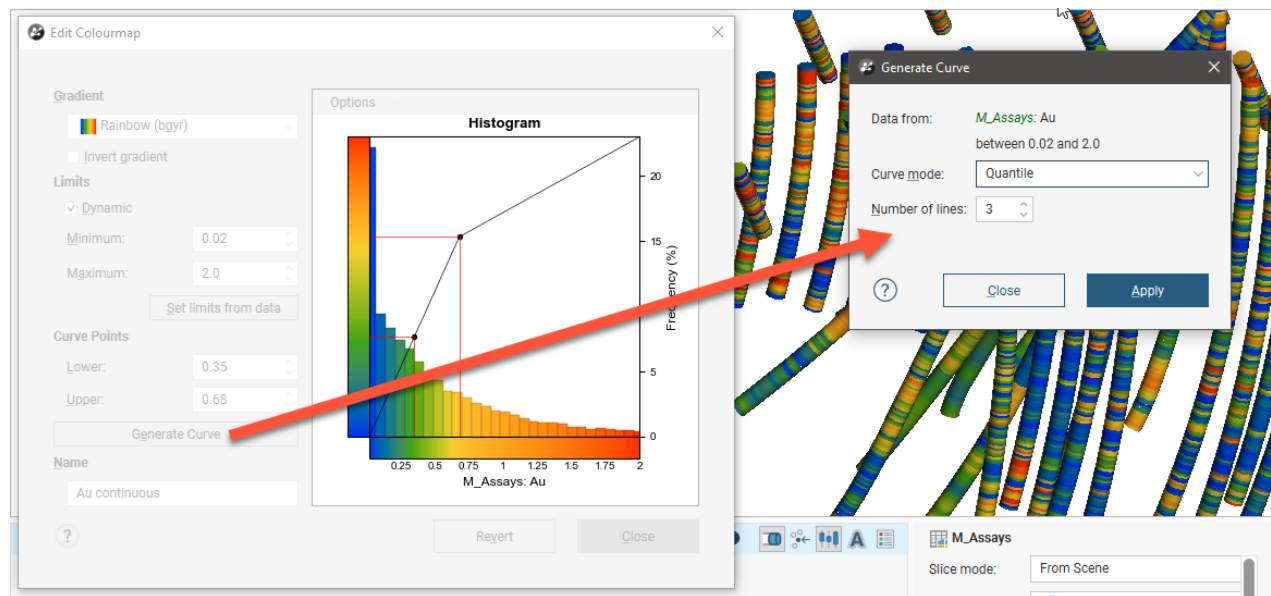 Edit Colourmap
Gradient
Rainbow (bgyr)
Invert gradient
Limits
Dynamic
Minimum: 0.02
Maximum: 2.0
Set limits from data
Curve Points
Lower: 0.35
Upper: 0.68
Generate Curve
Name
Au continuous
?
Revert
Close
Options
Histogram
20
15
5
0
Frequency (%)
0.25 0.5 0.75 1 1.25 1.5 1.75 2
M_Assays: Au
Generate Curve
Data from: M_Assays: Au
between 0.02 and 2.0
Curve mode: Quantile
Number of lines: 3
?
Close
Apply
A
M_Assays
Slice mode: From Scene